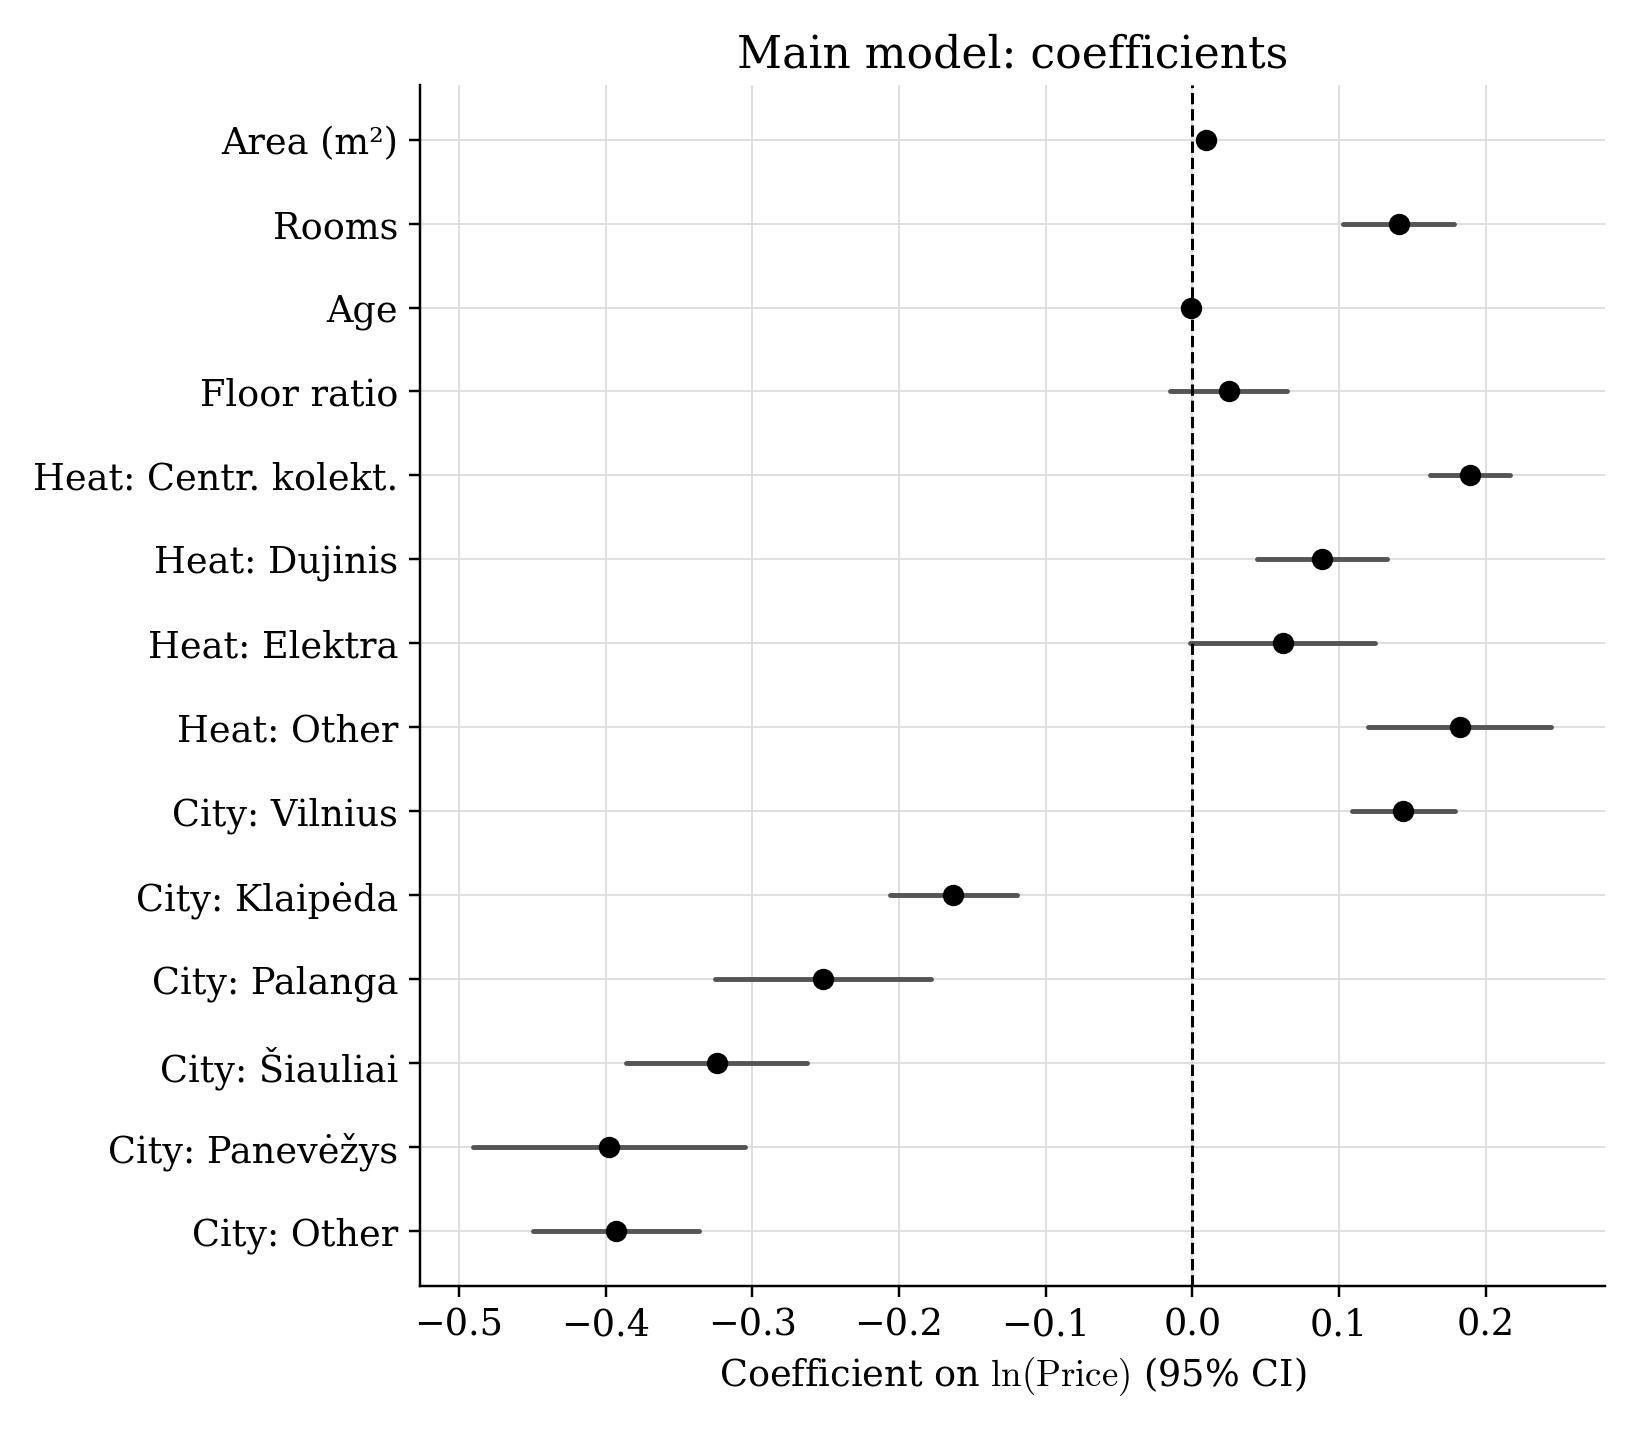 Main model: coefficients
Area (m²)
Rooms
Age
Floor ratio
Heat: Centr. kolekt.
Heat: Dujinis
Heat: Elektra
Heat: Other
City: Vilnius
City: Klaipėda
City: Palanga
City: Šiauliai
City: Panevėžys
City: Other
−0.5 −0.4 −0.3 −0.2 −0.1 0.0 0.1 0.2
Coefficient on ln(Price) (95% CI)